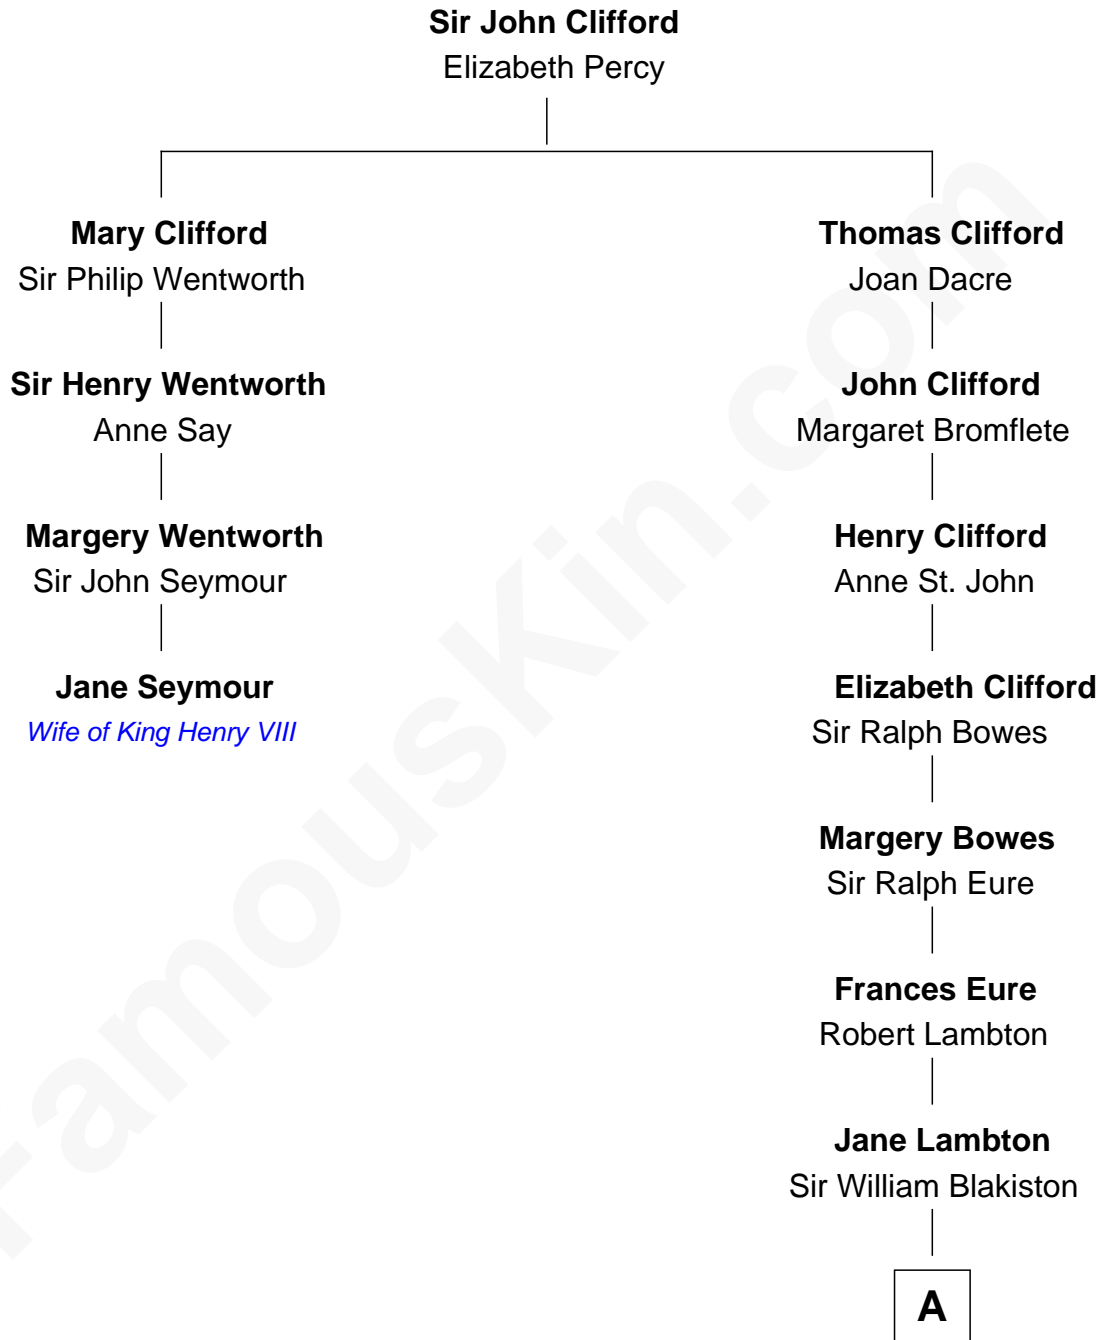 Sir John Clifford
Elizabeth Percy
Mary Clifford
Sir Philip Wentworth
Sir Henry Wentworth
Anne Say
Margery Wentworth
Sir John Seymour
Jane Seymour
Wife of King Henry VIII
Thomas Clifford
Joan Dacre
John Clifford
Margaret Bromflete
Henry Clifford
Anne St. John
Elizabeth Clifford
Sir Ralph Bowes
Margery Bowes
Sir Ralph Eure
Frances Eure
Robert Lambton
Jane Lambton
Sir William Blakiston
A
FamousKin.com